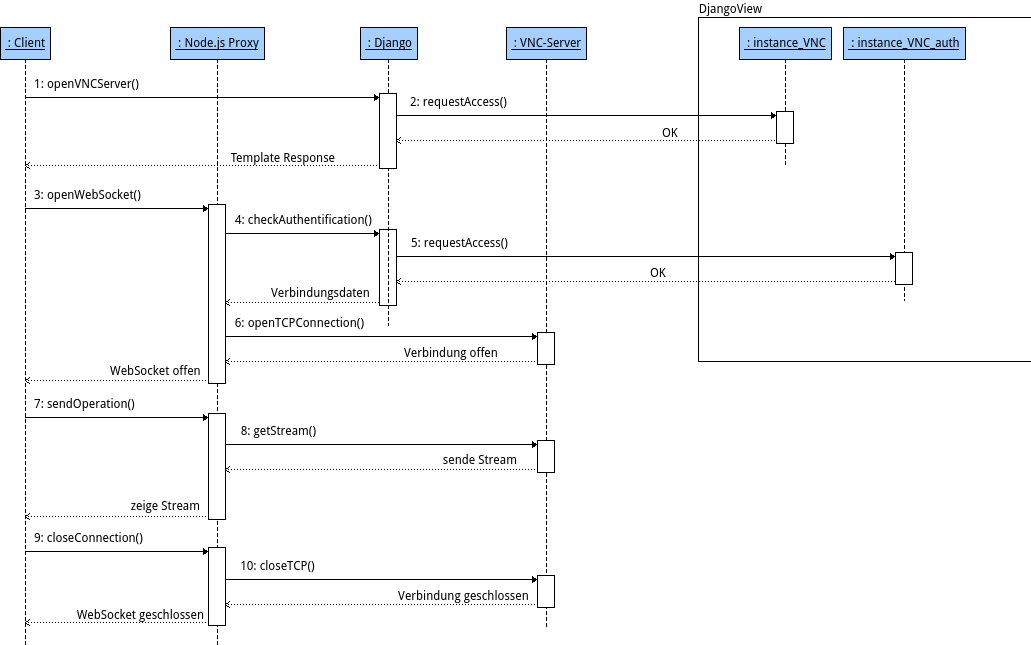 DjangoView
: Client
: Node.js Proxy
: Django
: VNC-Server
: instance_VNC
: instance_VNC_auth
1: openVNCServer()
2: requestAccess()
OK
Template Response
3: openWebSocket()
4: checkAuthentification()
5: requestAccess()
OK
Verbindungsdaten
6: openTCPConnection()
Verbindung offen
WebSocket offen
7: sendOperation()
8: getStream()
sende Stream
zeige Stream
9: closeConnection()
10: closeTCP()
Verbindung geschlossen
WebSocket geschlossen